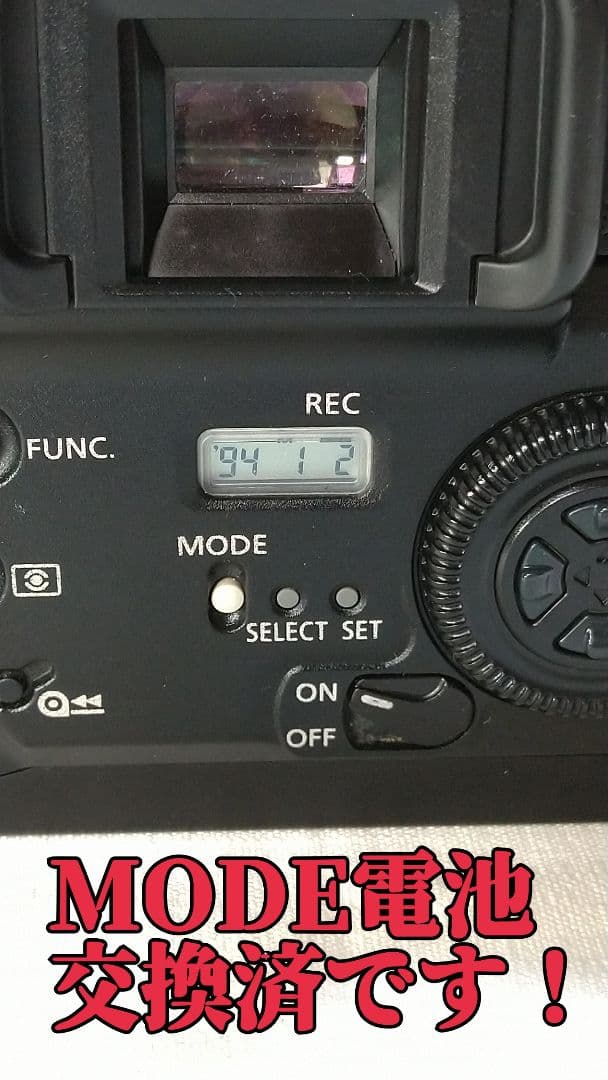 REC
FUNC.
'94 1 2
MODE
SELECT SET
ON
OFF
MODE電池
交換済です！